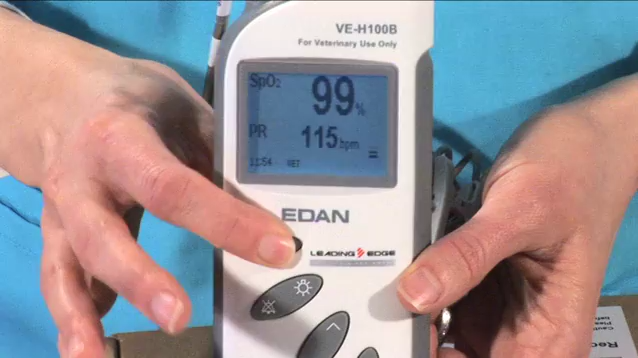 VE-H100B
For Veterinary Use Only
SpO2 99%
PR 115bpm
11:54 VET
EDAN
LEADING EDGE